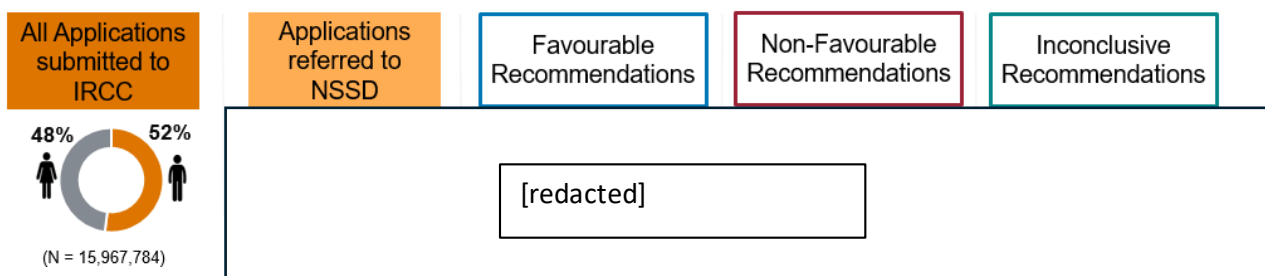 All Applications
submitted to
IRCC
Applications
referred to
NSSD
Favourable
Recommendations
Non-Favourable
Recommendations
Inconclusive
Recommendations
48%
52%
(N = 15,967,784)
[redacted]